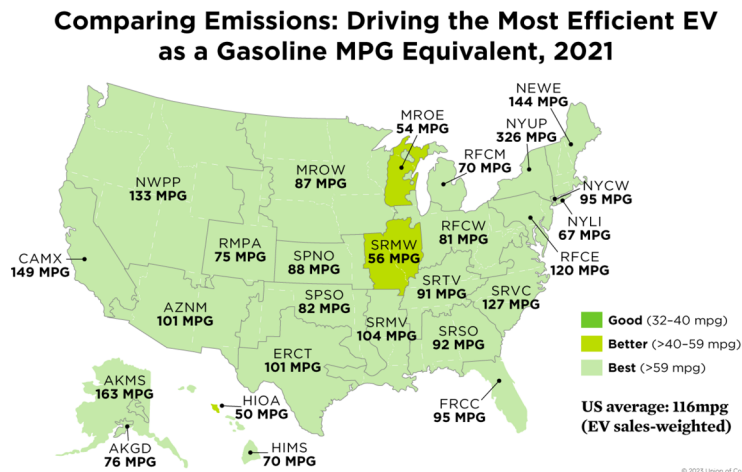 Comparing Emissions: Driving the Most Efficient EV
as a Gasoline MPG Equivalent, 2021
NEWE
144 MPG
MROE
54 MPG
NYUP
326 MPG
RFCM
70 MPG
MROW
87 MPG
NWPP
133 MPG
NYCW
95 MPG
NYLI
67 MPG
RFCW
81 MPG
RMPA
75 MPG
SRMW
56 MPG
RFCE
120 MPG
CAMX
149 MPG
SPNO
88 MPG
SRTV
91 MPG
SRVC
127 MPG
SPSO
82 MPG
AZNM
101 MPG
SRMV
104 MPG
SRSO
92 MPG
ERCT
101 MPG
Good (32–40 mpg)
Better (>40–59 mpg)
Best (>59 mpg)
AKMS
163 MPG
HIOA
50 MPG
FRCC
95 MPG
US average: 116mpg
(EV sales-weighted)
AKGD
76 MPG
HIMS
70 MPG
© 2023 Union of Co